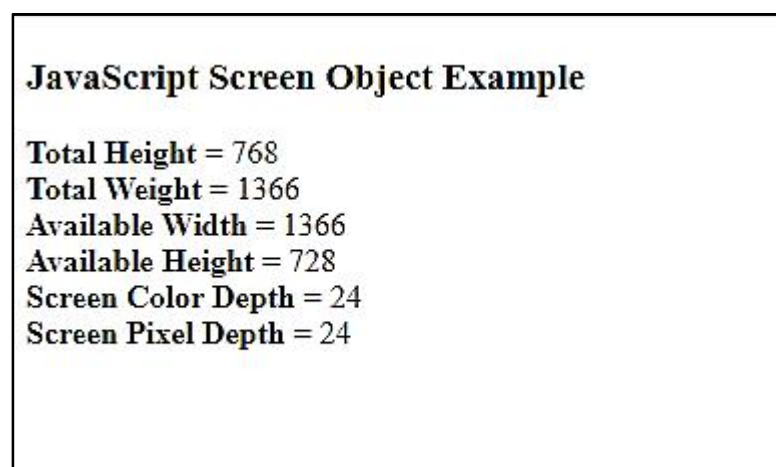 JavaScript Screen Object Example
Total Height = 768
Total Weight = 1366
Available Width = 1366
Available Height = 728
Screen Color Depth = 24
Screen Pixel Depth = 24